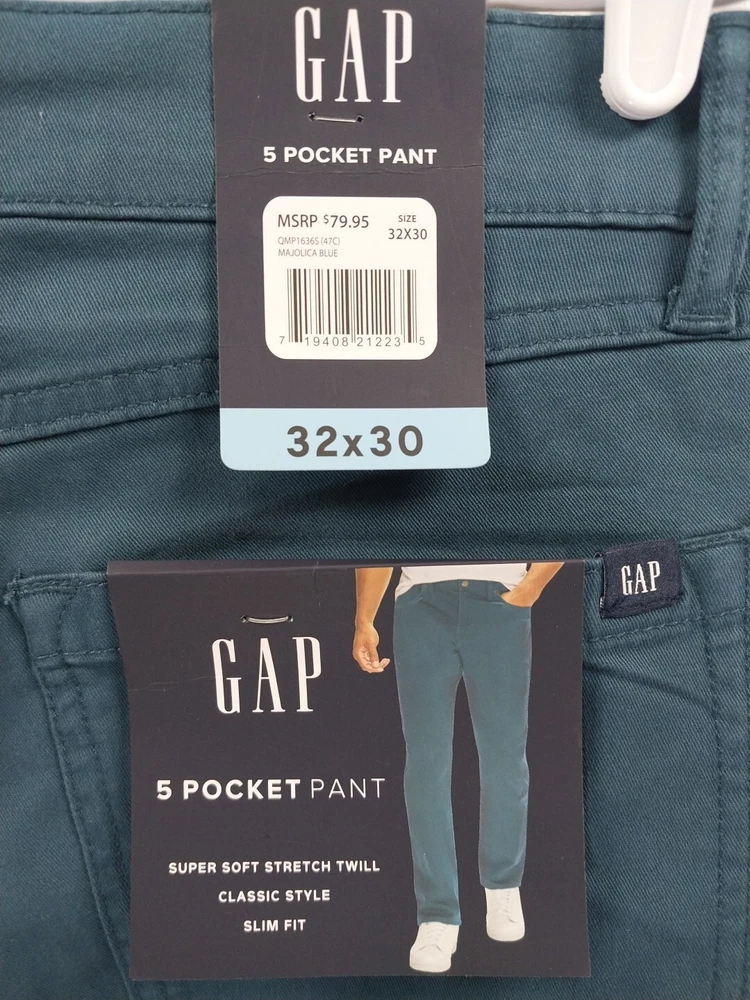 GAP
5 POCKET PANT
MSRP $79.95
SIZE
32X30
QMP1636S (47C)
MAJOLICA BLUE
7 19408 21223 5
32x30
GAP
GAP
5 POCKET PANT
SUPER SOFT STRETCH TWILL
CLASSIC STYLE
SLIM FIT